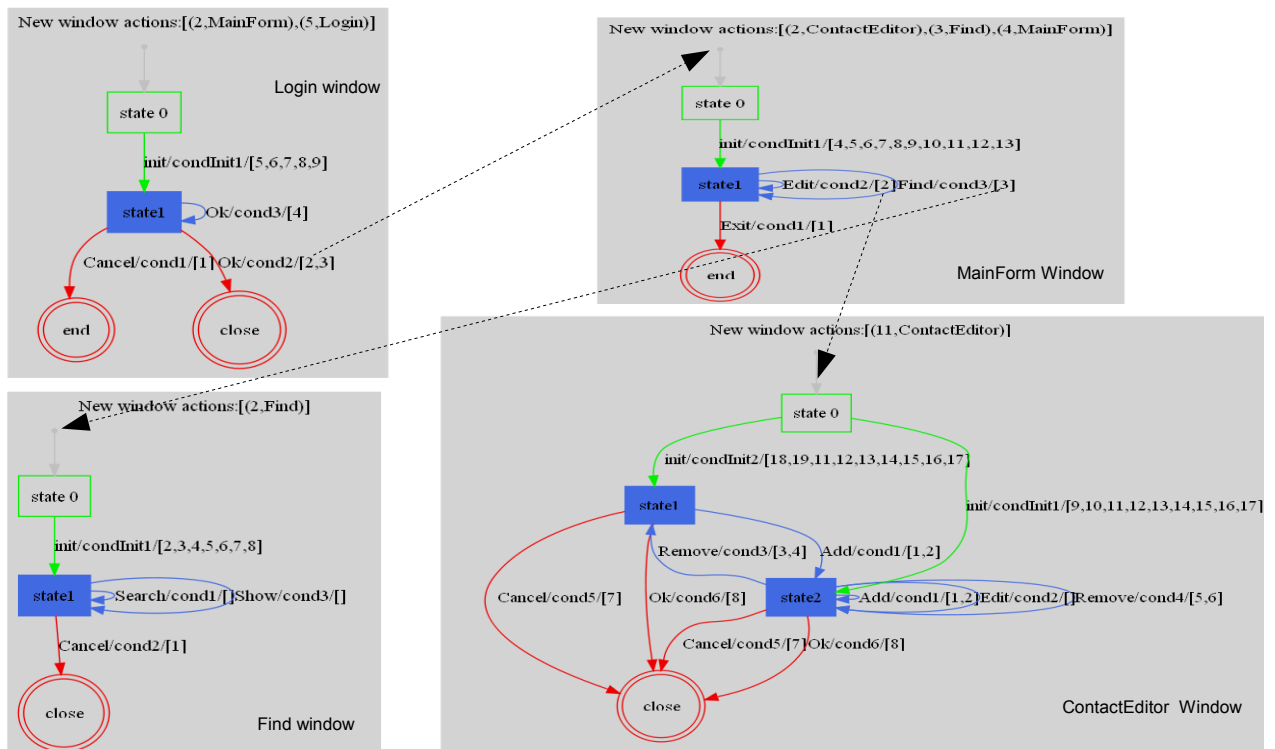 New window actions:[(2,MainForm),(5,Login)]
Login window
state 0
init/condInit1/[5,6,7,8,9]
state1
Ok/cond3/[4]
Cancel/cond1/[1]
Ok/cond2/[2,3]
end
close
New window actions:[(2,ContactEditor),(3,Find),(4,MainForm)]
state 0
init/condInit1/[4,5,6,7,8,9,10,11,12,13]
state1
Edit/cond2/[2]
Find/cond3/[3]
Exit/cond1/[1]
end
MainForm Window
New window actions:[(2,Find)]
state 0
init/condInit1/[2,3,4,5,6,7,8]
state1
Search/cond1/[]
Show/cond3/[]
Cancel/cond2/[1]
close
Find window
New window actions:[(11,ContactEditor)]
state 0
init/condInit2/[18,19,11,12,13,14,15,16,17]
state1
init/condInit1/[9,10,11,12,13,14,15,16,17]
Remove/cond3/[3,4]
Add/cond1/[1,2]
Cancel/cond5/[7]
Ok/cond6/[8]
state2
Add/cond1/[1,2]
Edit/cond2/[]
Remove/cond4/[5,6]
Cancel/cond5/[7]
Ok/cond6/[8]
close
ContactEditor Window